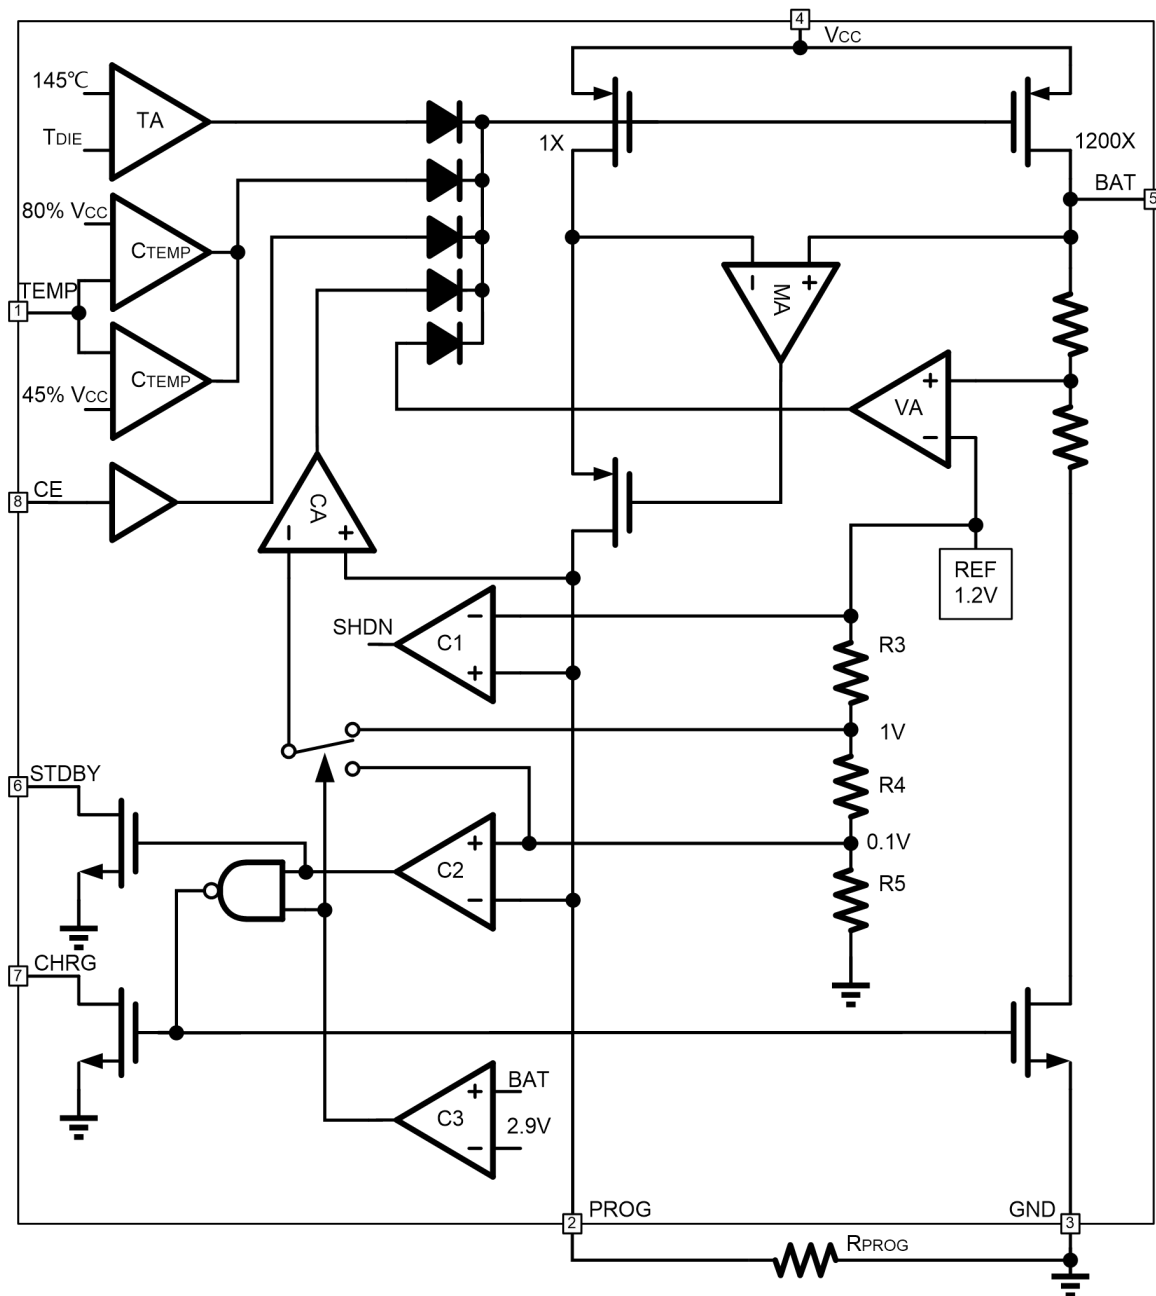 4
VCC
145℃
TA
TDIE
1X
1200X
BAT
5
80% VCC
CTEMP
TEMP
1
- +
MA
CTEMP
45% VCC
+
VA
-
8
CE
CA
- +
REF
1.2V
SHDN
-
C1
+
R3
1V
6
STDBY
R4
+
C2
-
0.1V
R5
7
CHRG
+
C3
-
BAT
2.9V
PROG
2
GND
3
RPROG